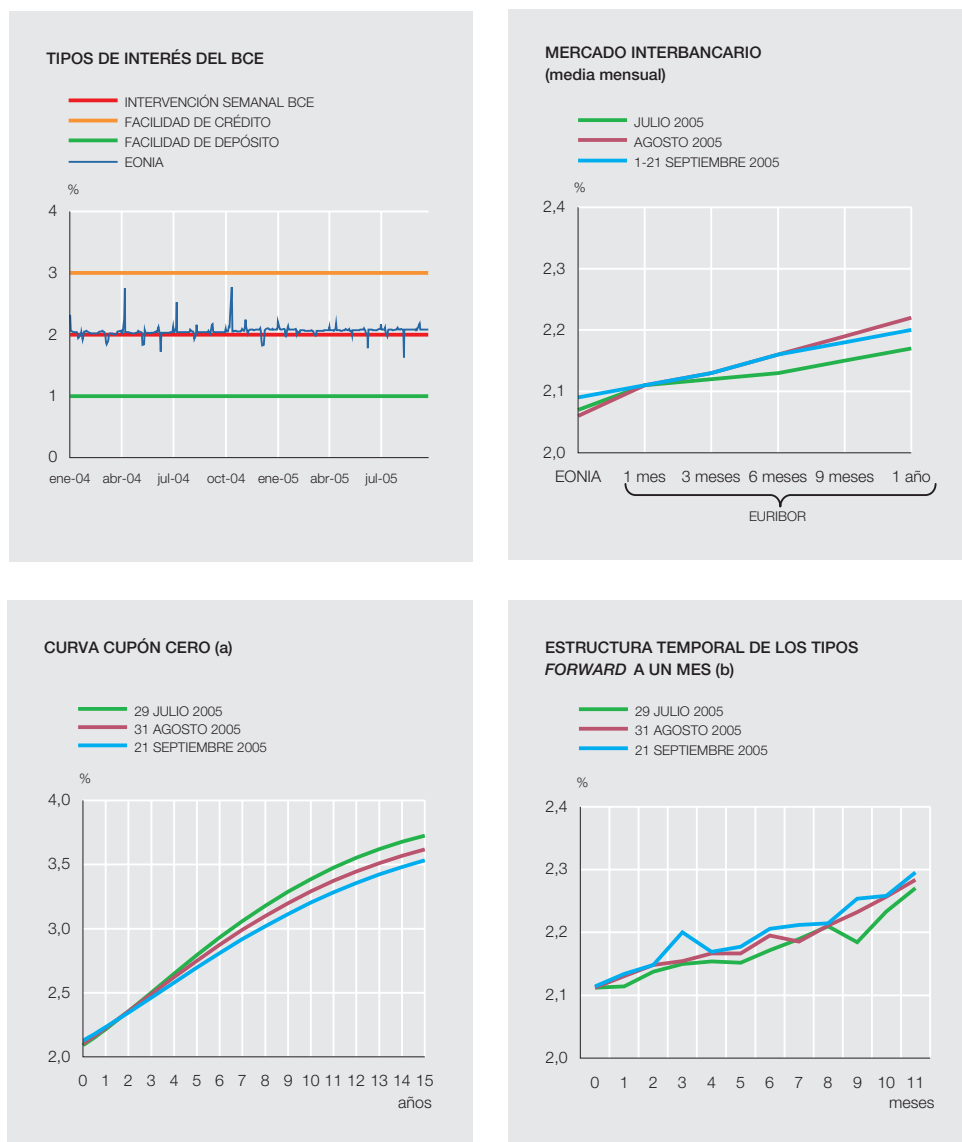 TIPOS DE INTERÉS DEL BCE
INTERVENCIÓN SEMANAL BCE
FACILIDAD DE CRÉDITO
FACILIDAD DE DEPÓSITO
EONIA
%
4
3
2
1
0
ene-04 abr-04 jul-04 oct-04 ene-05 abr-05 jul-05
MERCADO INTERBANCARIO
(media mensual)
JULIO 2005
AGOSTO 2005
1-21 SEPTIEMBRE 2005
%
2,4
2,3
2,2
2,1
2,0
EONIA 1 mes 3 meses 6 meses 9 meses 1 año
EURIBOR
CURVA CUPÓN CERO (a)
29 JULIO 2005
31 AGOSTO 2005
21 SEPTIEMBRE 2005
%
4,0
3,5
3,0
2,5
2,0
0 1 2 3 4 5 6 7 8 9 10 11 12 13 14 15
años
ESTRUCTURA TEMPORAL DE LOS TIPOS
FORWARD A UN MES (b)
29 JULIO 2005
31 AGOSTO 2005
21 SEPTIEMBRE 2005
%
2,4
2,3
2,2
2,1
2,0
0 1 2 3 4 5 6 7 8 9 10 11
meses